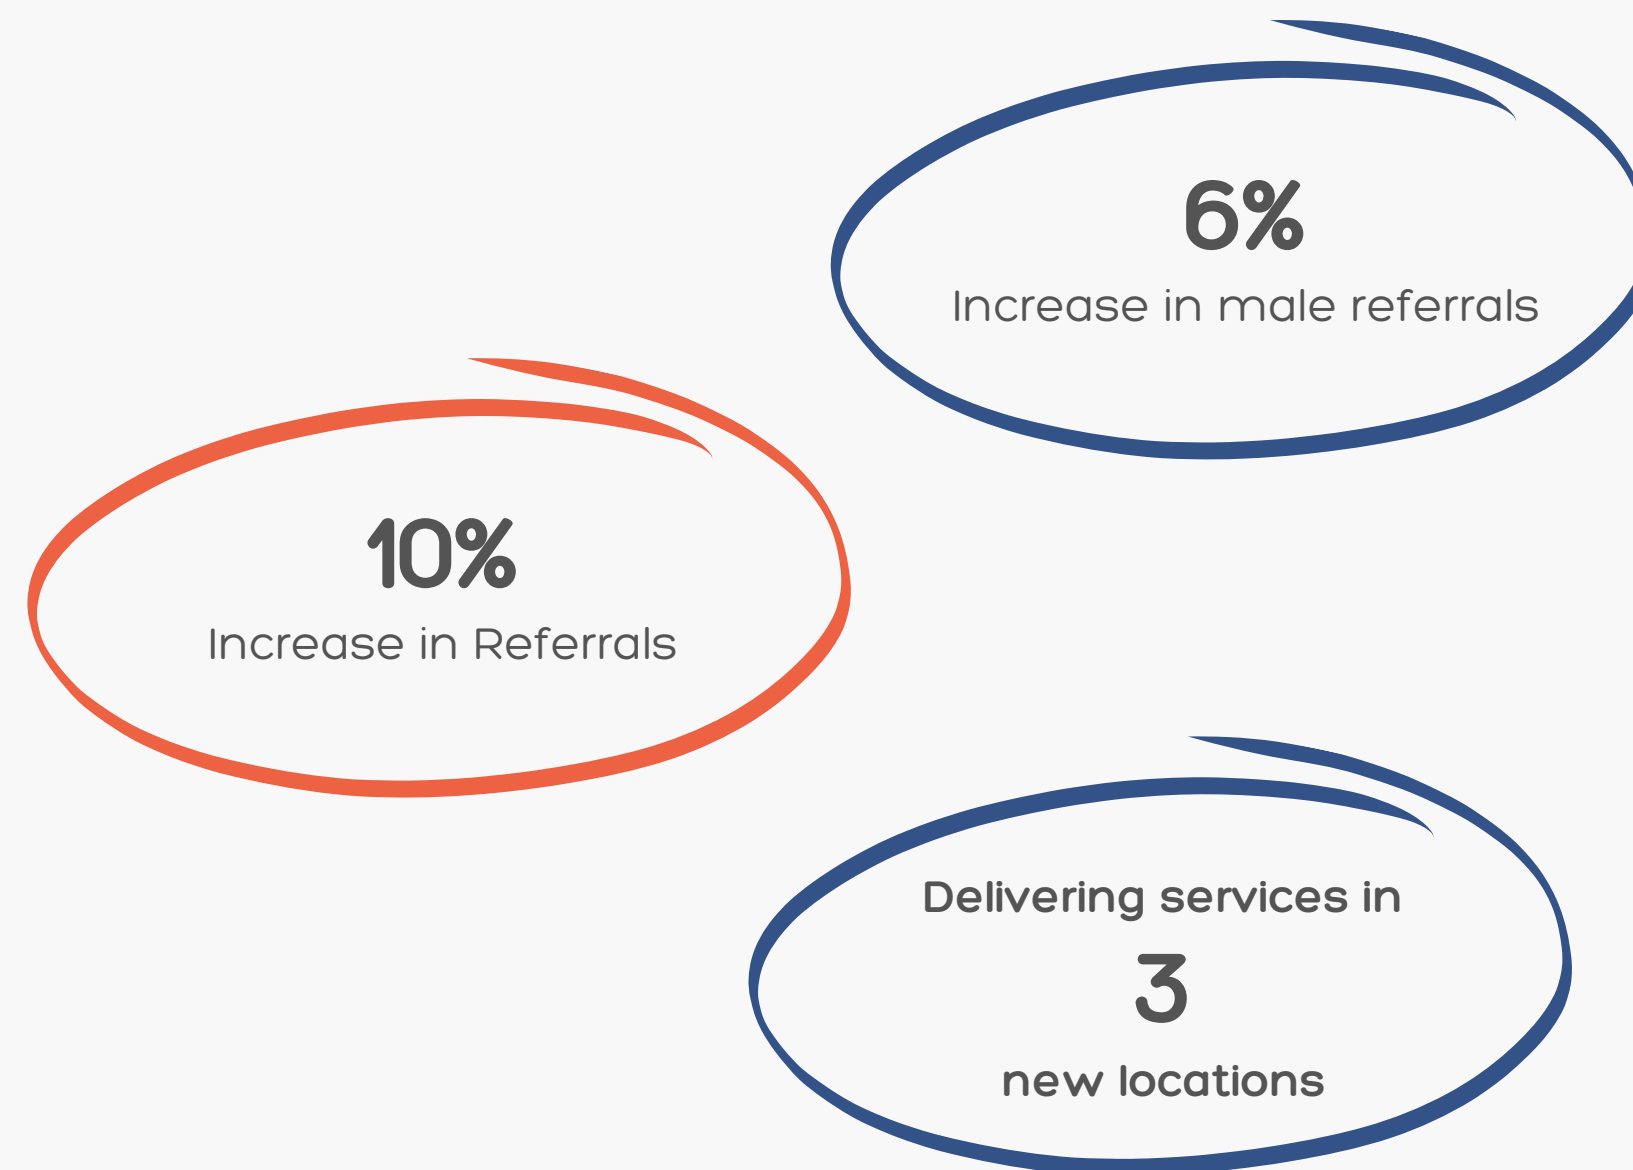 6%
Increase in male referrals
10%
Increase in Referrals
Delivering services in
3
new locations